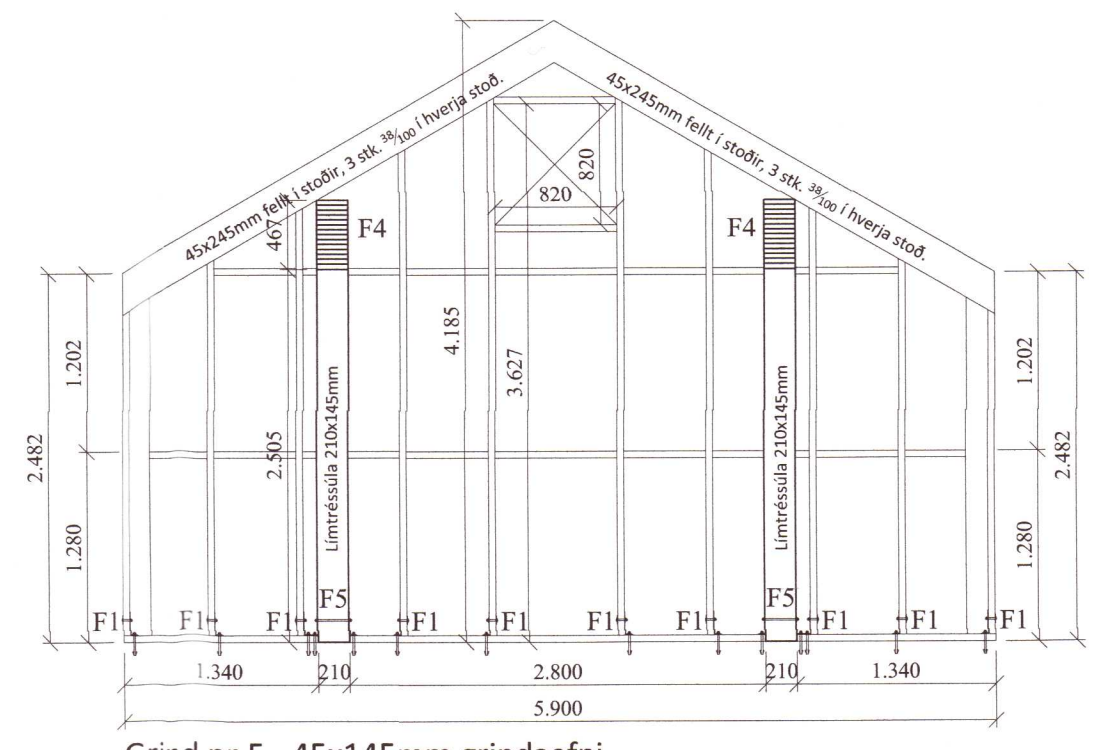 45x245mm fellt í stoðir, 3 stk. 38/100 í hverja stoð.
45x245mm fellt í stoðir, 3 stk. 38/100 í hverja stoð.
820
820
467
F4
F4
4.185
3.627
1.202
2.482
2.505
1.280
Límtréssúla 210x145mm
Límtréssúla 210x145mm
1.202
2.482
1.280
F5
F5
F1 F1 F1 F1 F1 F1 F1 F1 F1 F1
1.340 210 2.800 210 1.340
5.900